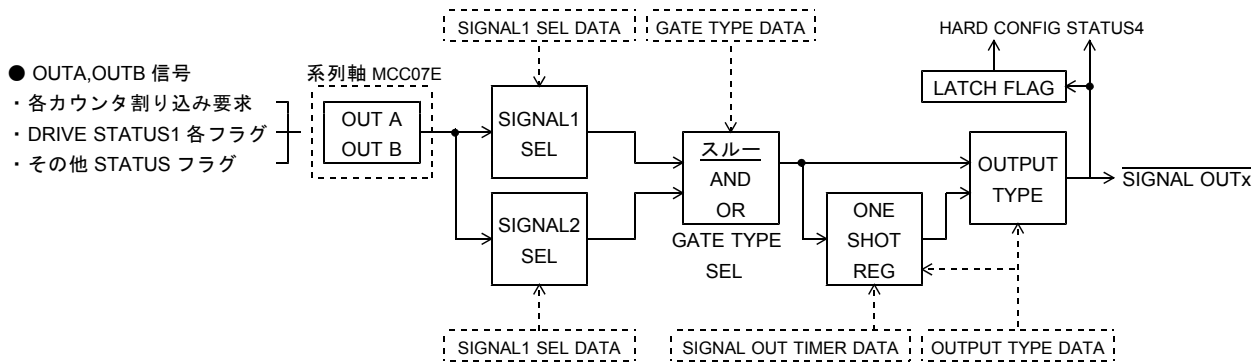 SIGNAL1 SEL DATA
GATE TYPE DATA
HARD CONFIG STATUS4
● OUTA,OUTB 信号
・各カウンタ割り込み要求
・DRIVE STATUS1 各フラグ
・その他 STATUS フラグ
系列軸 MCC07E
OUT A
OUT B
SIGNAL1
SEL
SIGNAL2
SEL
スルー
AND
OR
GATE TYPE
SEL
ONE
SHOT
REG
LATCH FLAG
OUTPUT
TYPE
SIGNAL OUTx
SIGNAL1 SEL DATA
SIGNAL OUT TIMER DATA
OUTPUT TYPE DATA